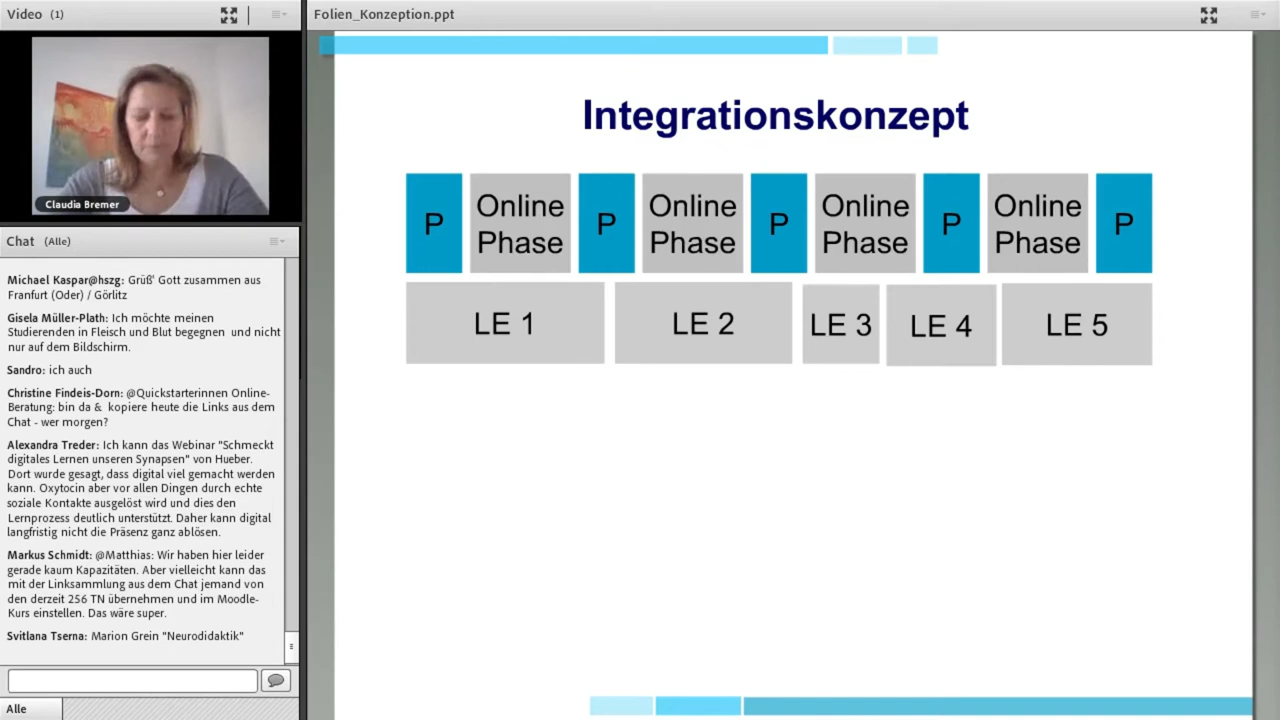 Video (1)
Claudia Bremer
Chat (Alle)
Michael Kaspar@hszg: Grüß' Gott zusammen aus
Franfurt (Oder) / Görlitz
Gisela Müller-Plath: Ich möchte meinen
Studierenden in Fleisch und Blut begegnen und nicht
nur auf dem Bildschirm.
Sandro: ich auch
Christine Findeis-Dorn: @Quickstarterinnen Online-
Beratung: bin da & kopiere heute die Links aus dem
Chat - wer morgen?
Alexandra Treder: Ich kann das Webinar "Schmeckt
digitales Lernen unseren Synapsen" von Hueber.
Dort wurde gesagt, dass digital viel gemacht werden
kann. Oxytocin aber vor allen Dingen durch echte
soziale Kontakte ausgelöst wird und dies den
Lernprozess deutlich unterstützt. Daher kann digital
langfristig nicht die Präsenz ganz ablösen.
Markus Schmidt: @Matthias: Wir haben hier leider
gerade kaum Kapazitäten. Aber vielleicht kann das
mit der Linksammlung aus dem Chat jemand von
den derzeit 256 TN übernehmen und im Moodle-
Kurs einstellen. Das wäre super.
Svitlana Tserna: Marion Grein "Neurodidaktik"
Alle
Folien_Konzeption.ppt
Integrationskonzept
P Online Phase P Online Phase P Online Phase P Online Phase P
LE 1 LE 2 LE 3 LE 4 LE 5